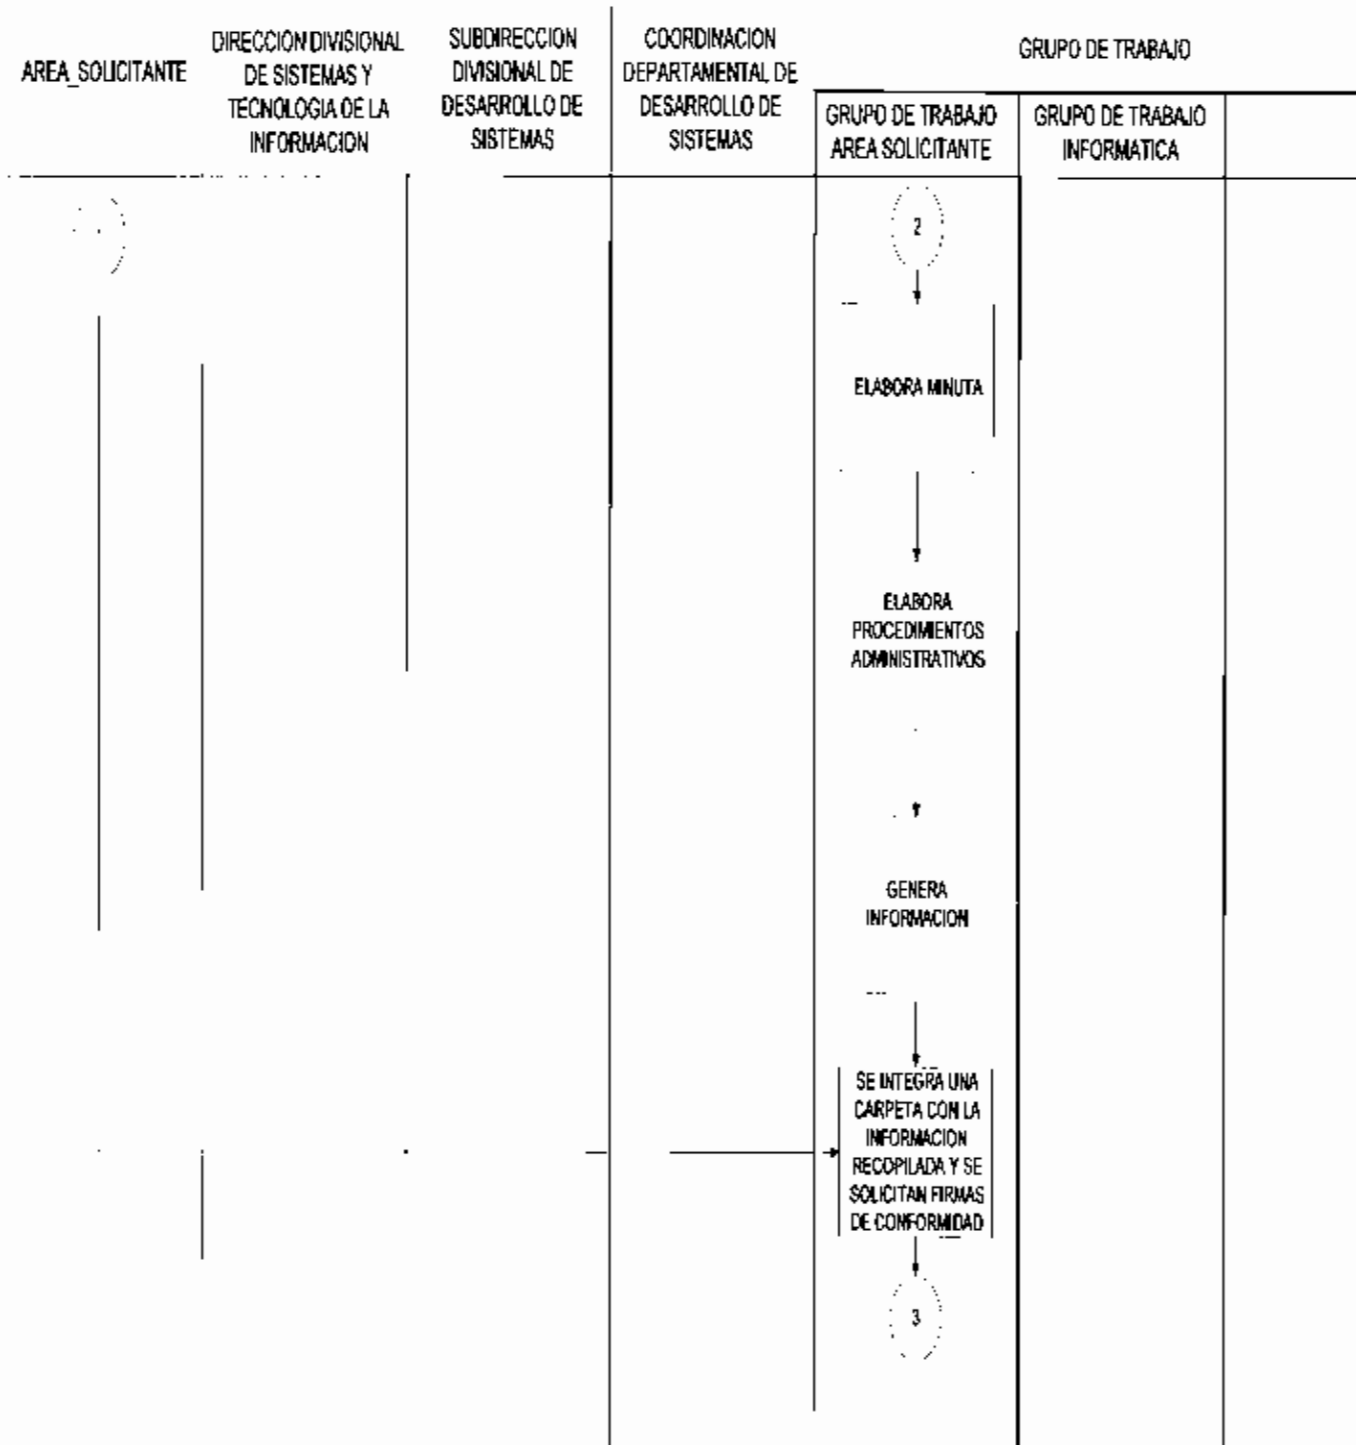 AREA_SOLICITANTE
DIRECCION DIVISIONAL
DE SISTEMAS Y
TECNOLOGIA DE LA
INFORMACION
SUBDIRECCION
DIVISIONAL DE
DESARROLLO DE
SISTEMAS
COORDINACION
DEPARTAMENTAL DE
DESARROLLO DE
SISTEMAS
GRUPO DE TRABAJO
GRUPO DE TRABAJO
AREA SOLICITANTE
GRUPO DE TRABAJO
INFORMATICA
2
ELABORA MINUTA
ELABORA
PROCEDIMIENTOS
ADMINISTRATIVOS
GENERA
INFORMACION
SE INTEGRA UNA
CARPETA CON LA
INFORMACION
RECOPILADA Y SE
SOLICITAN FIRMAS
DE CONFORMIDAD
3